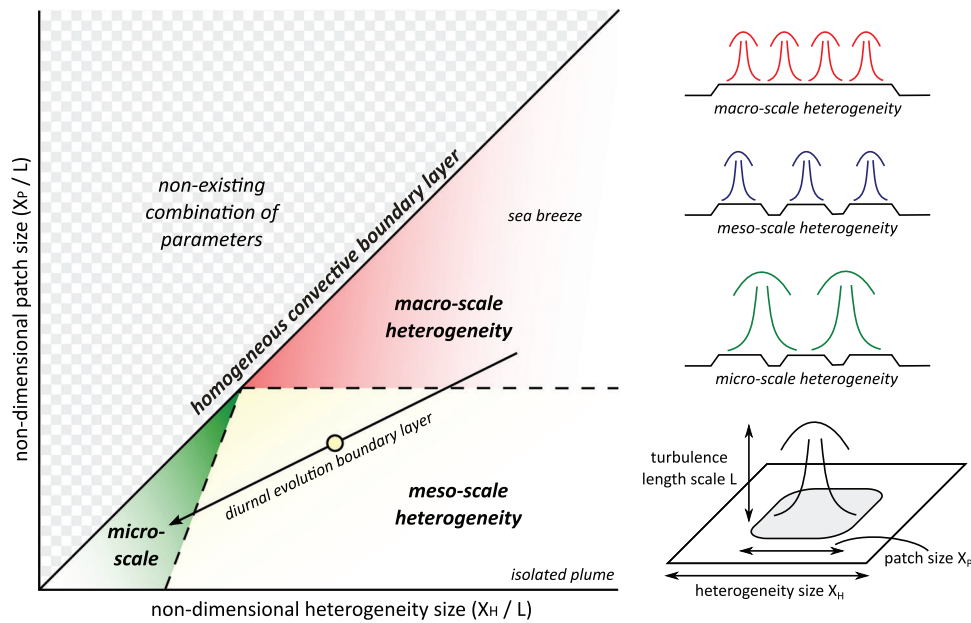 non-dimensional patch size (XP / L)
non-existing
combination of
parameters
homogeneous convective boundary layer
sea breeze
macro-scale
heterogeneity
diurnal evolution boundary layer
meso-scale
heterogeneity
micro-
scale
isolated plume
non-dimensional heterogeneity size (XH / L)
macro-scale heterogeneity
meso-scale heterogeneity
micro-scale heterogeneity
turbulence
length scale L
patch size XP
heterogeneity size XH